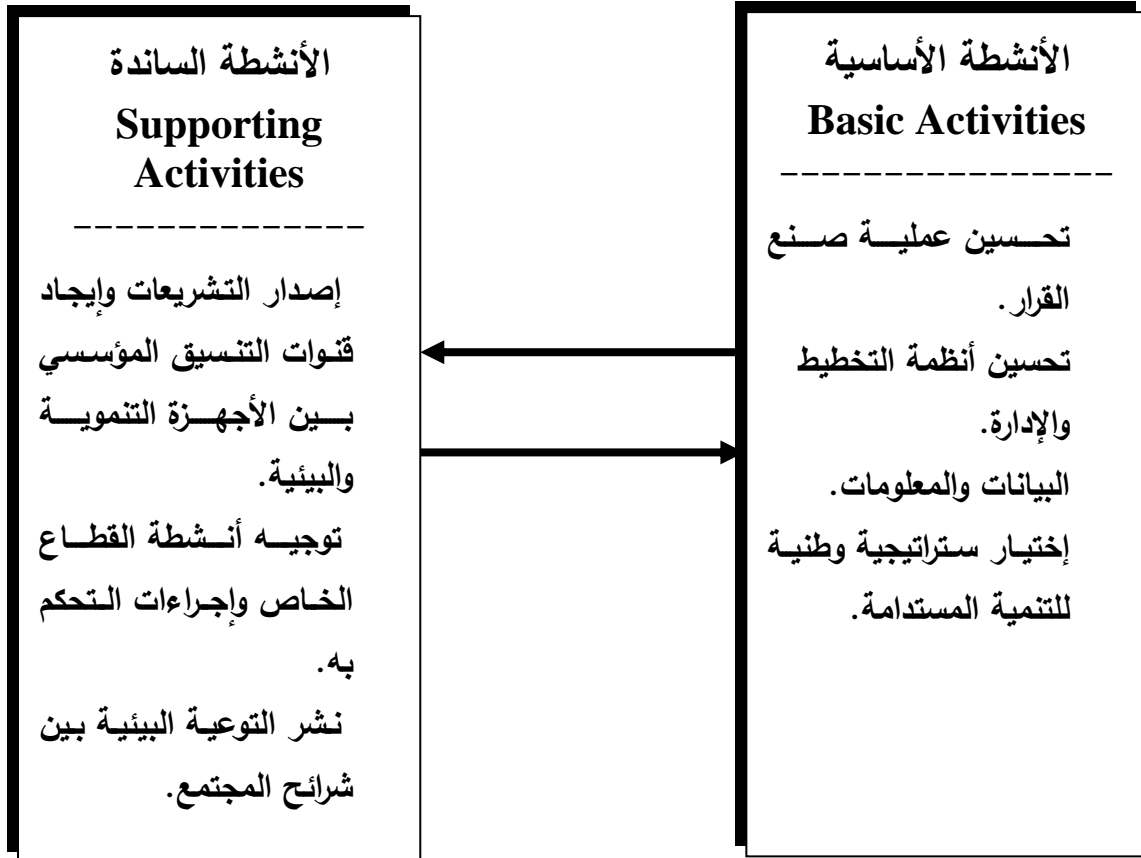 الأنشطة الأساسية
Basic Activities
----------------
تحسين عملية صنع
القرار.
تحسين أنظمة التخطيط
والإدارة.
البيانات والمعلومات.
إختيار ستراتيجية وطنية
للتنمية المستدامة.
الأنشطة الساندة
Supporting
Activities
--------------
إصدار التشريعات وإيجاد
قنوات التنسيق المؤسسي
بين الأجهزة التنموية
والبيئية.
توجيه أنشطة القطاع
الخاص وإجراءات التحكم
به.
نشر التوعية البيئية بين
شرائح المجتمع.